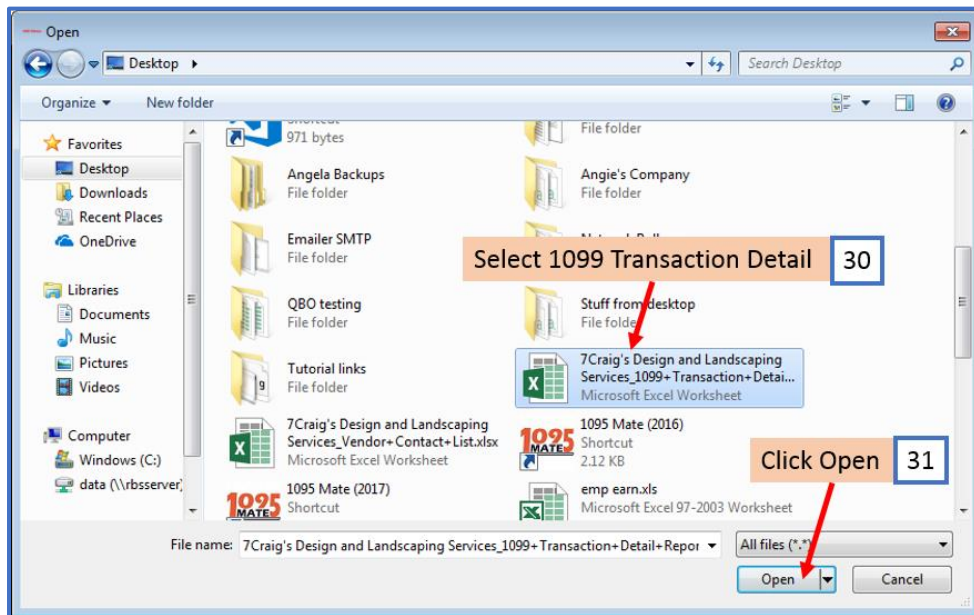 Open
Desktop
Search Desktop
Organize
New folder
Favorites
Desktop
Downloads
Recent Places
OneDrive
Libraries
Documents
Music
Pictures
Videos
Computer
Windows (C:)
data (\\rbsserver)
971 bytes
File folder
Angela Backups
File folder
Angie's Company
File folder
Emailer SMTP
File folder
Select 1099 Transaction Detail 30
QBO testing
File folder
Stuff from desktop
File folder
Tutorial links
File folder
7Craig's Design and Landscaping
Services_1099+Transaction+Detai...
Microsoft Excel Worksheet
7Craig's Design and Landscaping
Services_Vendor+Contact+List.xlsx
Microsoft Excel Worksheet
1095
MATE
1095 Mate (2016)
Shortcut
2.12 KB
Click Open 31
1095
MATE
1095 Mate (2017)
Shortcut
emp earn.xls
Microsoft Excel 97-2003 Worksheet
File name: 7Craig's Design and Landscaping Services_1099+Transaction+Detail+Repor
All files (*.*)
Open
Cancel